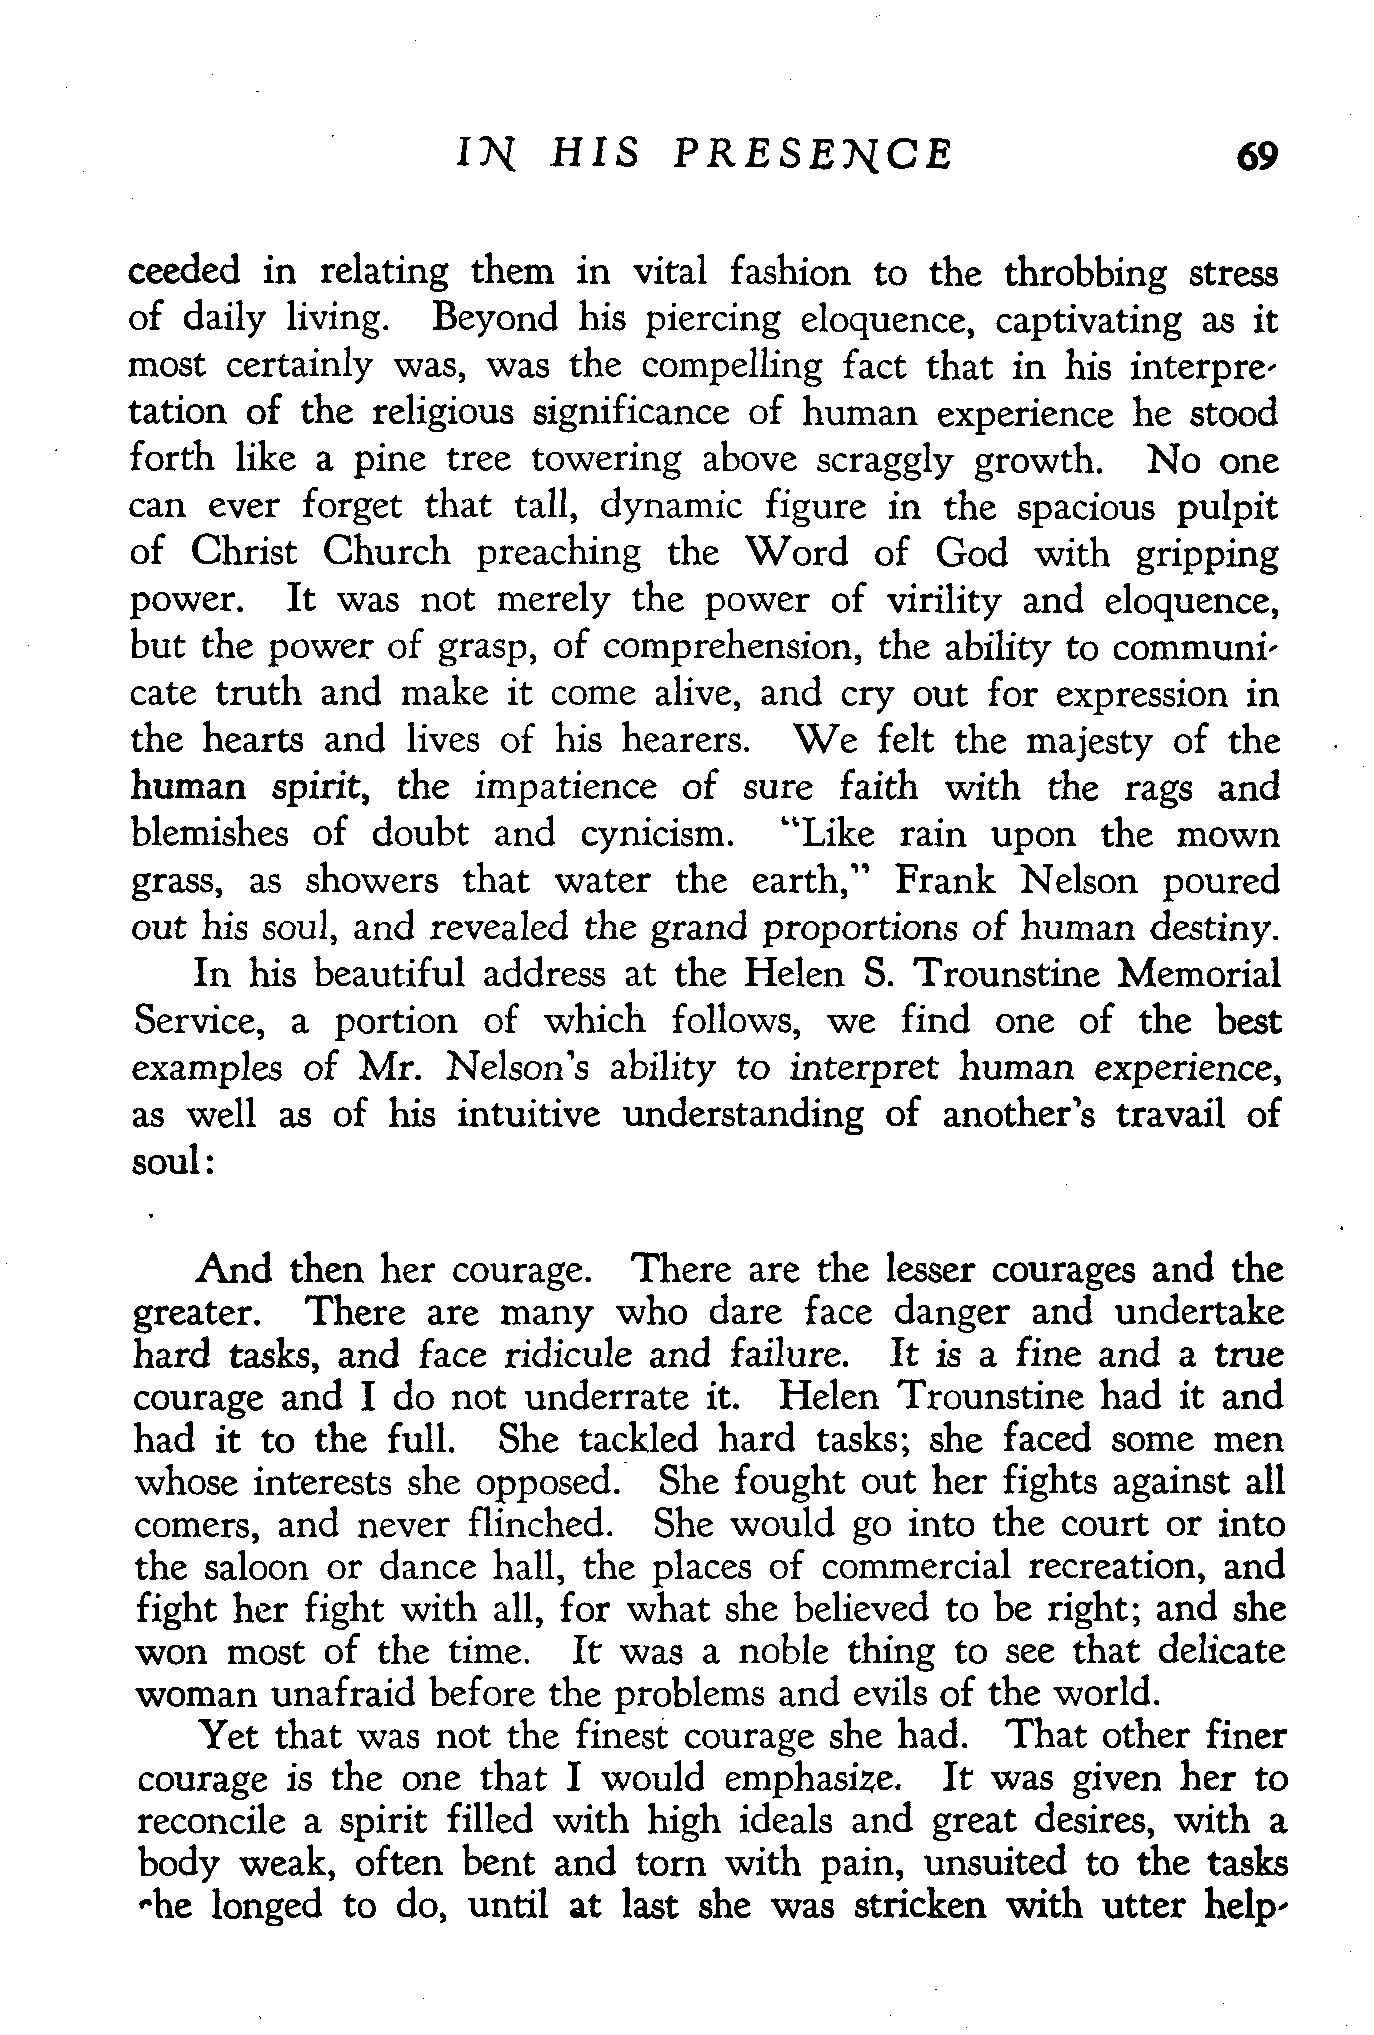 IN HIS PRESENCE 69
ceeded in relating them in vital fashion to the throbbing stress
of daily living. Beyond his piercing eloquence, captivating as it
most certainly was, was the compelling fact that in his interpre-
tation of the religious significance of human experience he stood
forth like a pine tree towering above scraggly growth. No one
can ever forget that tall, dynamic figure in the spacious pulpit
of Christ Church preaching the Word of God with gripping
power. It was not merely the power of virility and eloquence,
but the power of grasp, of comprehension, the ability to communi-
cate truth and make it come alive, and cry out for expression in
the hearts and lives of his hearers. We felt the majesty of the
human spirit, the impatience of sure faith with the rags and
blemishes of doubt and cynicism. "Like rain upon the mown
grass, as showers that water the earth," Frank Nelson poured
out his soul, and revealed the grand proportions of human destiny.
In his beautiful address at the Helen S. Trounstine Memorial
Service, a portion of which follows, we find one of the best
examples of Mr. Nelson's ability to interpret human experience,
as well as of his intuitive understanding of another's travail of
soul:
And then her courage. There are the lesser courages and the
greater. There are many who dare face danger and undertake
hard tasks, and face ridicule and failure. It is a fine and a true
courage and I do not underrate it. Helen Trounstine had it and
had it to the full. She tackled hard tasks; she faced some men
whose interests she opposed. She fought out her fights against all
comers, and never flinched. She would go into the court or into
the saloon or dance hall, the places of commercial recreation, and
fight her fight with all, for what she believed to be right; and she
won most of the time. It was a noble thing to see that delicate
woman unafraid before the problems and evils of the world.
Yet that was not the finest courage she had. That other finer
courage is the one that I would emphasize. It was given her to
reconcile a spirit filled with high ideals and great desires, with a
body weak, often bent and torn with pain, unsuited to the tasks
she longed to do, until at last she was stricken with utter help-